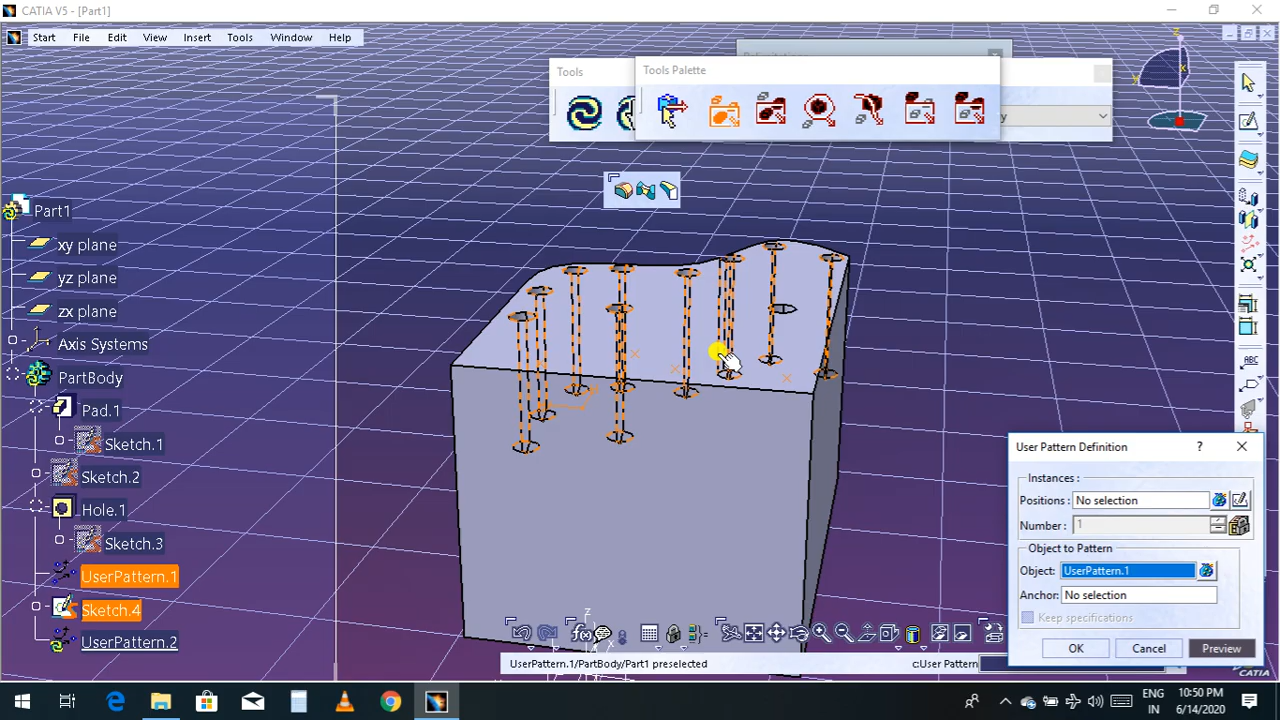 CATIA V5 - [Part1]
Start File Edit View Insert Tools Window Help
Tools
Tools Palette
Part1
xy plane
yz plane
zx plane
Axis Systems
PartBody
Pad.1
Sketch.1
Sketch.2
Hole.1
Sketch.3
UserPattern.1
Sketch.4
UserPattern.2
User Pattern Definition
Instances :
Positions : No selection
Number : 1
Object to Pattern
Object: UserPattern.1
Anchor: No selection
Keep specifications
OK Cancel Preview
z
f(x)
UserPattern.1/PartBody/Part1 preselected
c:User Pattern
CATIA
ABC
ENG
IN
10:50 PM
6/14/2020